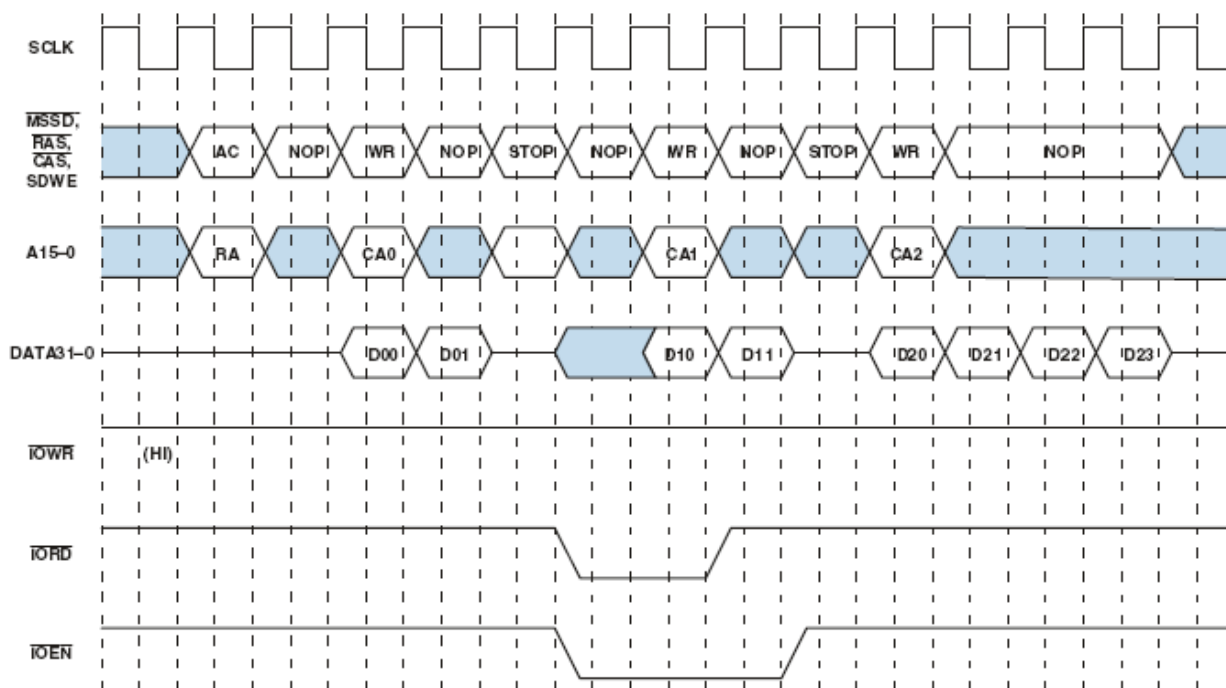 SCLK
MSSD,
RAS,
CAS,
SDWE
AC NOP WR NOP STOP NOP WR NOP STOP WR NOP
A15–0
RA CA0 CA1 CA2
DATA31–0
D00 D01 D10 D11 D20 D21 D22 D23
IOWR
(HI)
IORD
IOEN